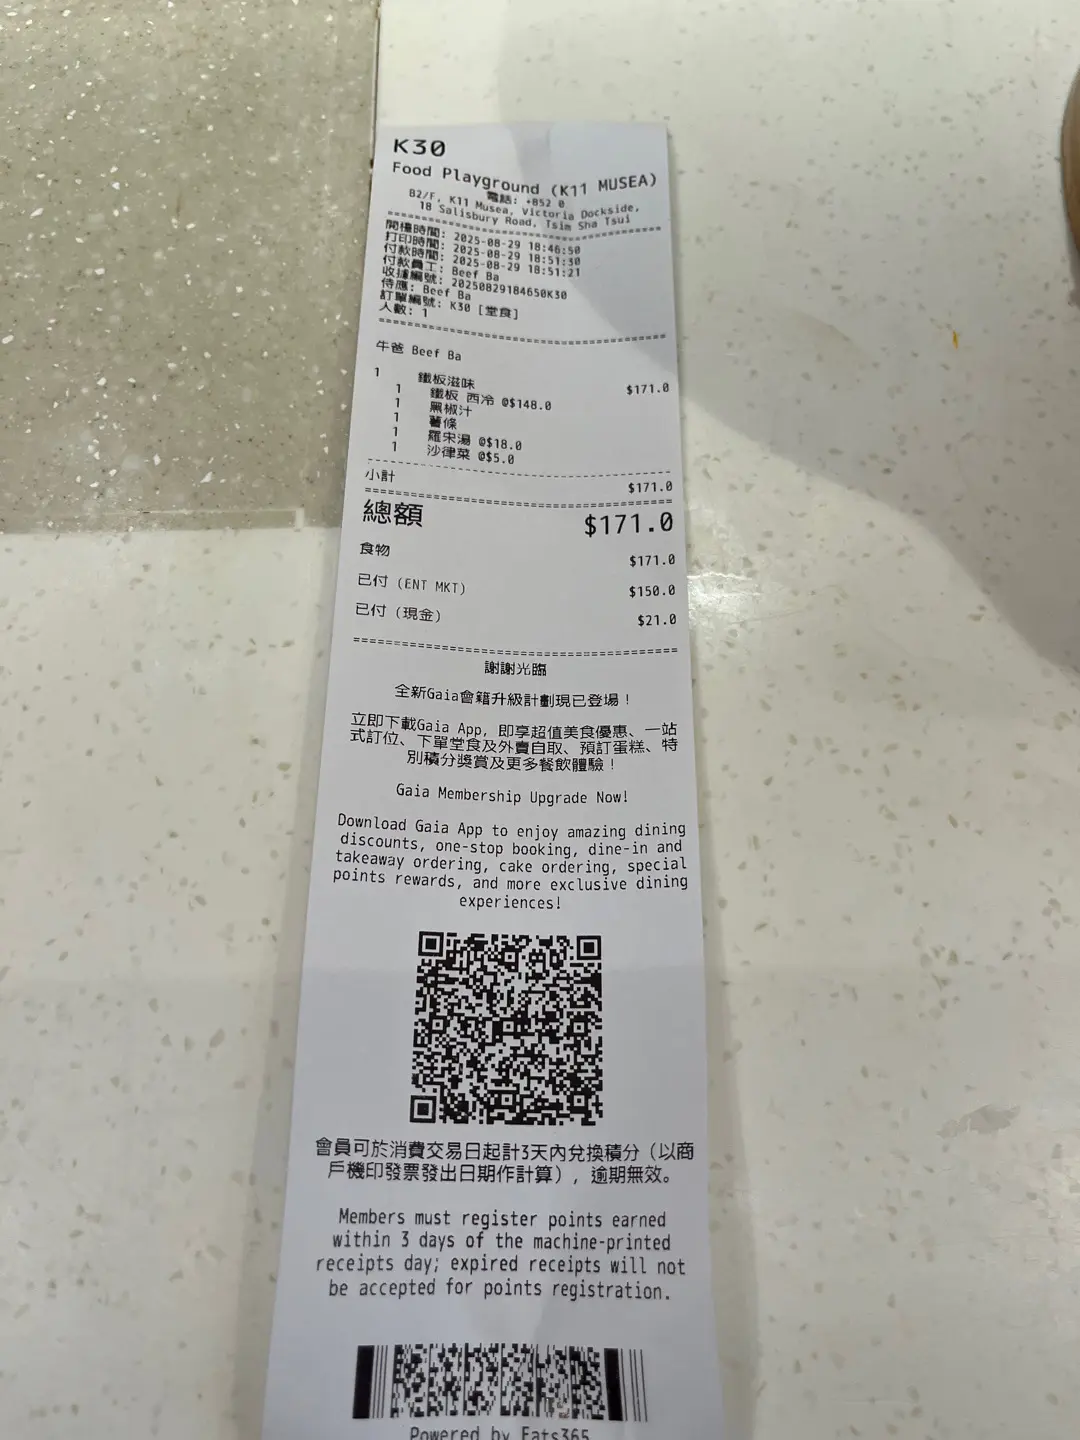 K30
Food Playground (K11 MUSEA)
電話: +852 0
B2/F, K11 Musea, Victoria Dockside,
18 Salisbury Road, Tsim Sha Tsui
開檯時間: 2025-08-29 18:46:50
打印時間: 2025-08-29 18:51:30
付款時間: 2025-08-29 18:51:21
付款員工: Beef Ba
收據編號: 20250829184650K30
侍應: Beef Ba
訂單編號: K30 [堂食]
人數: 1
牛爸 Beef Ba
1 鐵板滋味 $171.0
1 鐵板 西冷 @$148.0
1 黑椒汁
1 薯條
1 羅宋湯 @$18.0
1 沙律菜 @$5.0
小計 $171.0
總額 $171.0
食物 $171.0
已付 (ENT MKT) $150.0
已付 (現金) $21.0
謝謝光臨
全新Gaia會籍升級計劃現已登場！
立即下載Gaia App, 即享超值美食優惠、一站
式訂位、下單堂食及外賣自取、預訂蛋糕、特
別積分獎賞及更多餐飲體驗！
Gaia Membership Upgrade Now!
Download Gaia App to enjoy amazing dining
discounts, one-stop booking, dine-in and
takeaway ordering, cake ordering, special
points rewards, and more exclusive dining
experiences!
會員可於消費交易日起計3天內兌換積分（以商
戶機印發票發出日期作計算），逾期無效。
Members must register points earned
within 3 days of the machine-printed
receipts day; expired receipts will not
be accepted for points registration.
Powered by Eats365